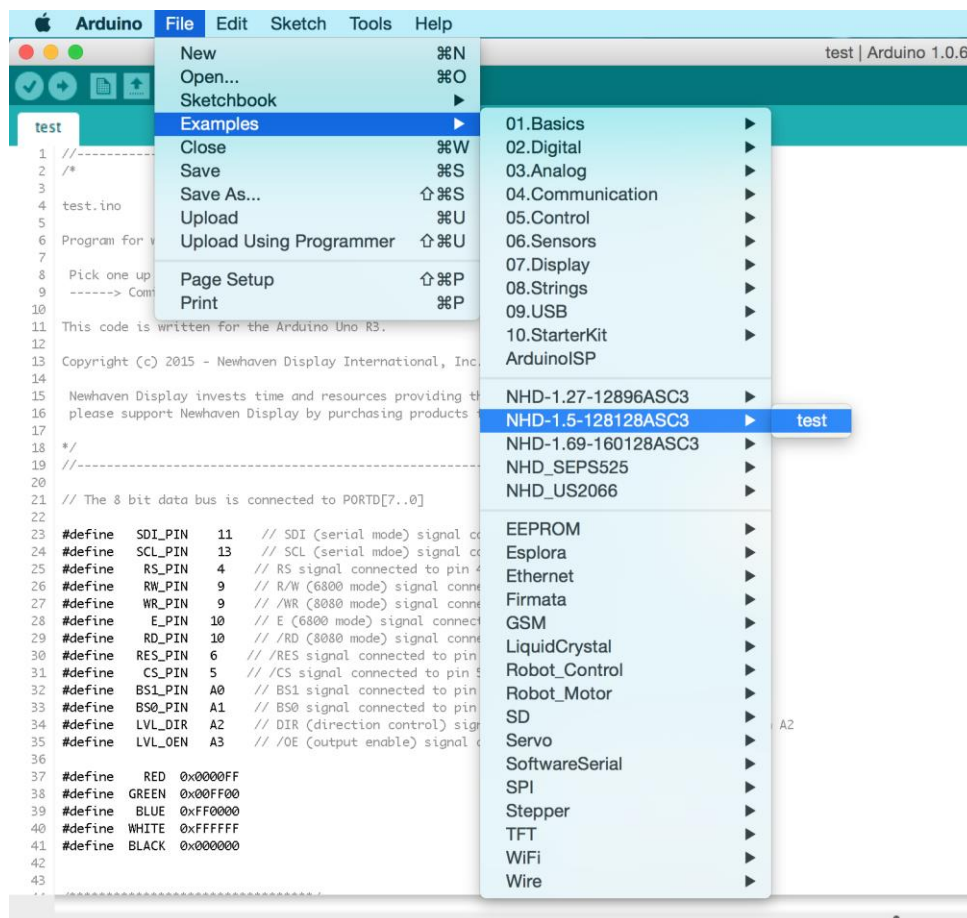 Arduino File Edit Sketch Tools Help
test | Arduino 1.0.6
New ⌘N
Open... ⌘O
Sketchbook ▶
Examples ▶
Close ⌘W
Save ⌘S
Save As... ⇧⌘S
Upload ⌘U
Upload Using Programmer ⇧⌘U
Page Setup ⇧⌘P
Print ⌘P
01.Basics ▶
02.Digital ▶
03.Analog ▶
04.Communication ▶
05.Control ▶
06.Sensors ▶
07.Display ▶
08.Strings ▶
09.USB ▶
10.StarterKit ▶
ArduinoISP
NHD-1.27-12896ASC3 ▶
NHD-1.5-128128ASC3 ▶
NHD-1.69-160128ASC3 ▶
NHD_SEPS525 ▶
NHD_US2066 ▶
EEPROM ▶
Esplora ▶
Ethernet ▶
Firmata ▶
GSM ▶
LiquidCrystal ▶
Robot_Control ▶
Robot_Motor ▶
SD ▶
Servo ▶
SoftwareSerial ▶
SPI ▶
Stepper ▶
TFT ▶
WiFi ▶
Wire ▶
test
test
1 //----------
2 /*
3
4 test.ino
5
6 Program for
7
8 Pick one up
9 ------>
10
11 This code is written for the Arduino Uno R3.
12
13 Copyright (c) 2015 - Newhaven Display International, Inc.
14
15 Newhaven Display invests time and resources providing
16 please support Newhaven Display by purchasing products
17
18 */
19 //----------------------------------------------------------
20
21 // The 8 bit data bus is connected to PORTD[7..0]
22
23 #define SDI_PIN 11 // SDI (serial mode) signal
24 #define SCL_PIN 13 // SCL (serial mdoe) signal
25 #define RS_PIN 4 // RS signal connected to pin
26 #define RW_PIN 9 // R/W (6800 mode) signal
27 #define WR_PIN 9 // /WR (8080 mode) signal
28 #define E_PIN 10 // E (6800 mode) signal
29 #define RD_PIN 10 // /RD (8080 mode) signal
30 #define RES_PIN 6 // /RES signal connected to pin
31 #define CS_PIN 5 // /CS signal connected to pin
32 #define BS1_PIN A0 // BS1 signal connected to pin
33 #define BS0_PIN A1 // BS0 signal connected to pin
34 #define LVL_DIR A2 // DIR (direction control) A2
35 #define LVL_OEN A3 // /OE (output enable) signal
36
37 #define RED 0x0000FF
38 #define GREEN 0x00FF00
39 #define BLUE 0xFF0000
40 #define WHITE 0xFFFFFF
41 #define BLACK 0x000000
42
43